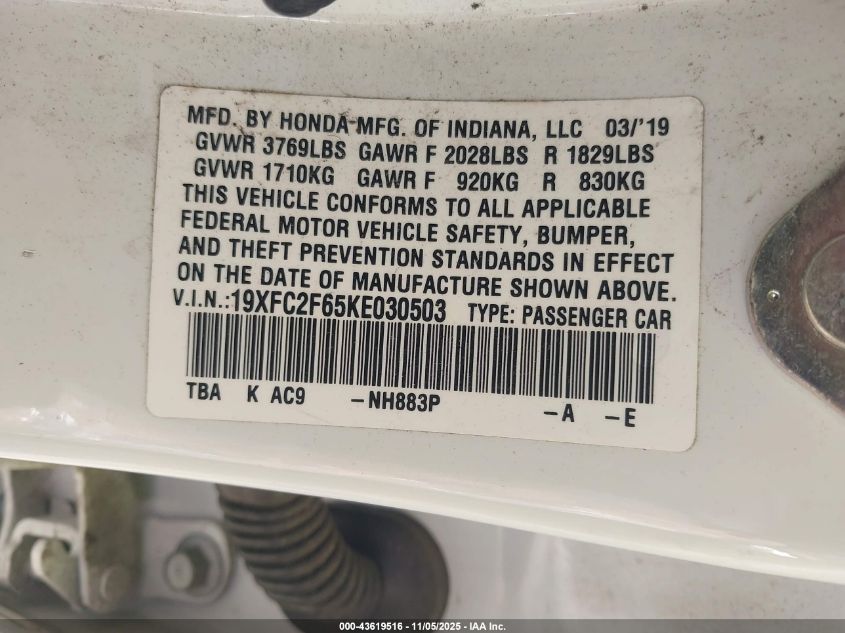 MFD. BY HONDA MFG. OF INDIANA, LLC 03/'19
GVWR 3769LBS GAWR F 2028LBS R 1829LBS
GVWR 1710KG GAWR F 920KG R 830KG
THIS VEHICLE CONFORMS TO ALL APPLICABLE
FEDERAL MOTOR VEHICLE SAFETY, BUMPER,
AND THEFT PREVENTION STANDARDS IN EFFECT
ON THE DATE OF MANUFACTURE SHOWN ABOVE.
V.I.N.:19XFC2F65KE030503 TYPE: PASSENGER CAR
TBA K AC9 -NH883P -A -E
000-43619516 - 11/05/2025 - IAA Inc.